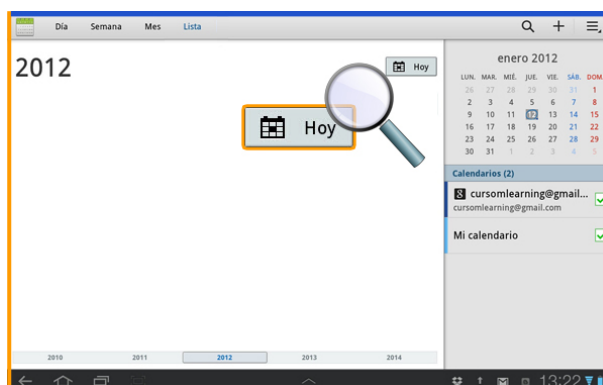 Día Semana Mes Lista
2012
Hoy
Hoy
enero 2012
LUN. MAR. MIÉ. JUE. VIE. SÁB. DOM.
26 27 28 29 30 31 1
2 3 4 5 6 7 8
9 10 11 12 13 14 15
16 17 18 19 20 21 22
23 24 25 26 27 28 29
30 31 1 2 3 4 5
Calendarios (2)
cursomlearning@gmail...
cursomlearning@gmail.com
Mi calendario
2010 2011 2012 2013 2014
13:22